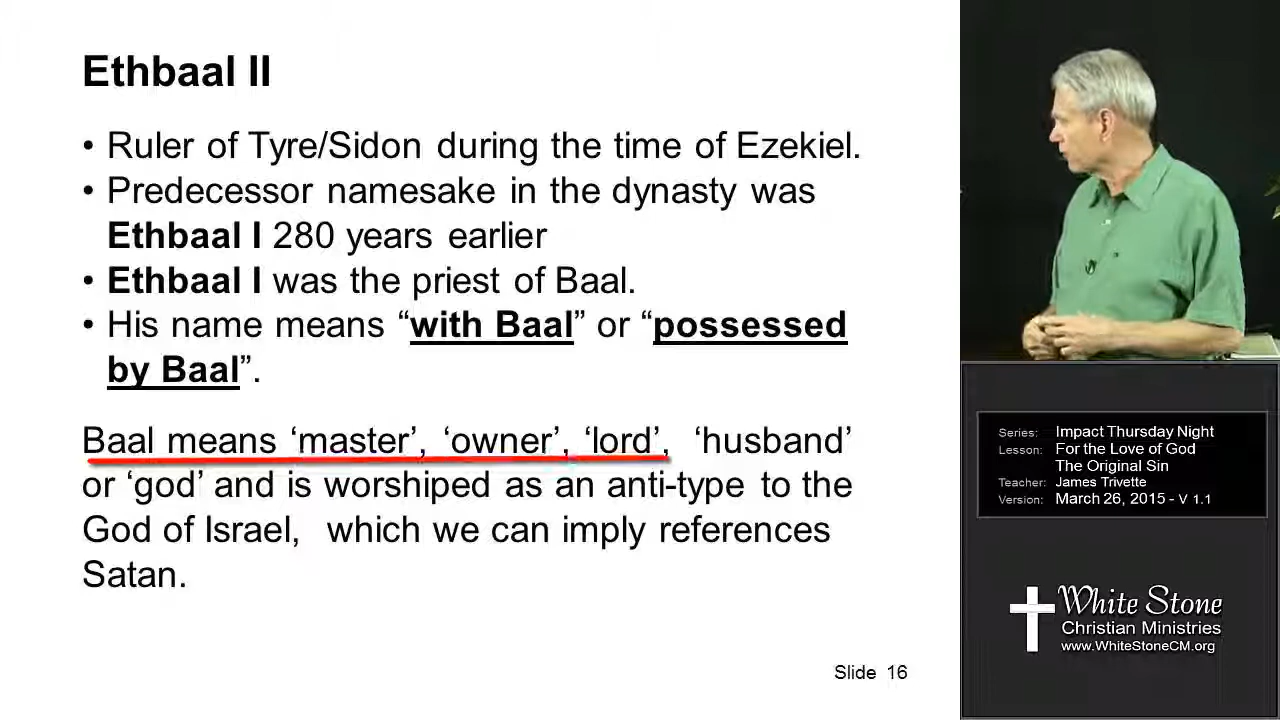 Ethbaal II
• Ruler of Tyre/Sidon during the time of Ezekiel.
• Predecessor namesake in the dynasty was
Ethbaal I 280 years earlier
• Ethbaal I was the priest of Baal.
• His name means “with Baal” or “possessed
by Baal”.
Baal means ‘master’, ‘owner’, ‘lord’, ‘husband’
or ‘god’ and is worshiped as an anti-type to the
God of Israel, which we can imply references
Satan.
Slide 16
Series: Impact Thursday Night
Lesson: For the Love of God
The Original Sin
Teacher: James Trivette
Version: March 26, 2015 - V 1.1
White Stone
Christian Ministries
www.WhiteStoneCM.org